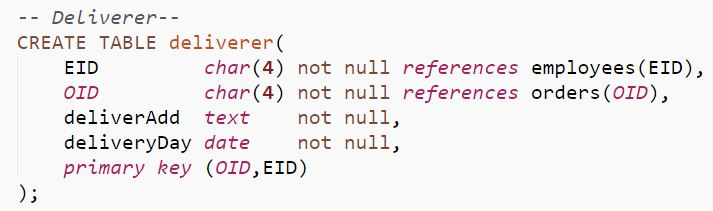 -- Deliverer--
CREATE TABLE deliverer(
    EID         char(4) not null references employees(EID),
    OID         char(4) not null references orders(OID),
    deliverAdd  text    not null,
    deliveryDay date    not null,
    primary key (OID,EID)
);